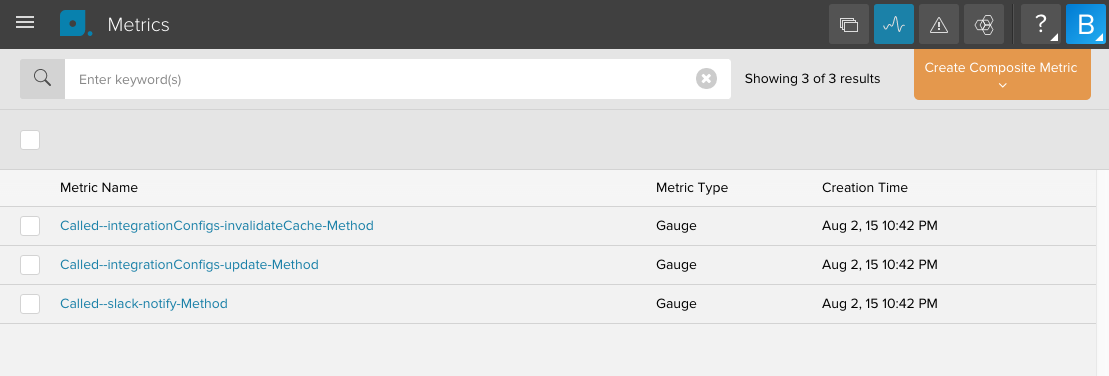 Metrics
?
B
Enter keyword(s)
Showing 3 of 3 results
Create Composite Metric
Metric Name Metric Type Creation Time
Called--integrationConfigs-invalidateCache-Method Gauge Aug 2, 15 10:42 PM
Called--integrationConfigs-update-Method Gauge Aug 2, 15 10:42 PM
Called--slack-notify-Method Gauge Aug 2, 15 10:42 PM